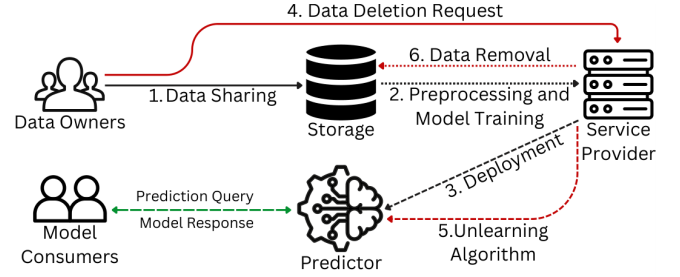 4. Data Deletion Request
6. Data Removal
1.Data Sharing
2. Preprocessing and
Model Training
Data Owners
Storage
Service
Provider
3. Deployment
Prediction Query
Model Response
5.Unlearning
Algorithm
Model
Consumers
Predictor